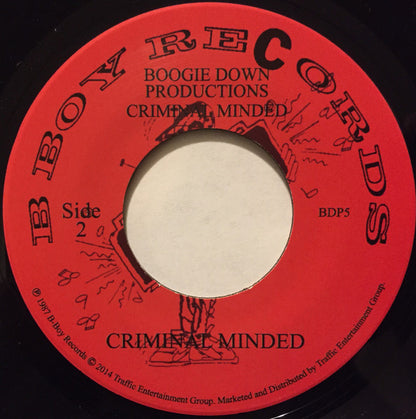 B BOY RECORDS
BOOGIE DOWN
PRODUCTIONS
CRIMINAL MINDED
Side
2
BDP5
CRIMINAL MINDED
℗ 1987 B-Boy Records © 2014 Traffic Entertainment Group. Marketed and Distributed by Traffic Entertainment Group.